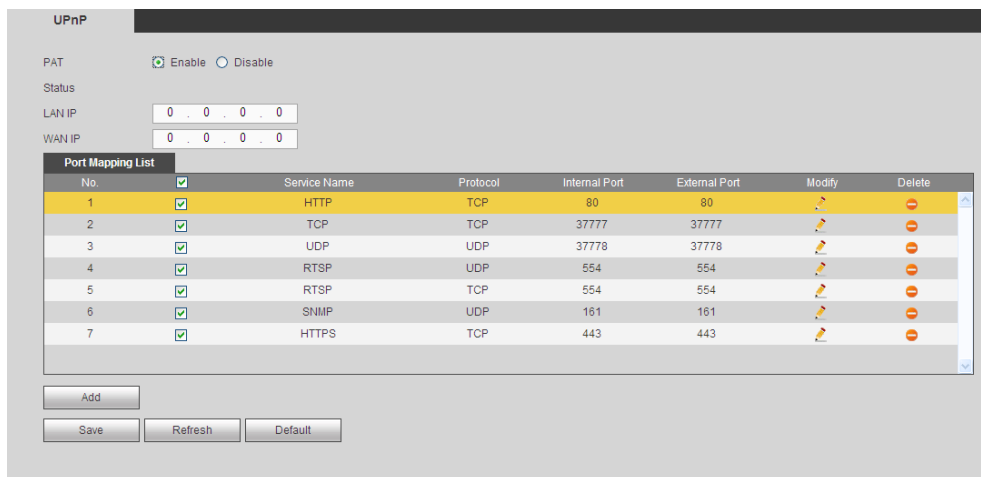 UPnP
PAT Enable Disable
Status
LAN IP 0 . 0 . 0 . 0
WAN IP 0 . 0 . 0 . 0
Port Mapping List
No. Service Name Protocol Internal Port External Port Modify Delete
1 HTTP TCP 80 80
2 TCP TCP 37777 37777
3 UDP UDP 37778 37778
4 RTSP UDP 554 554
5 RTSP TCP 554 554
6 SNMP UDP 161 161
7 HTTPS TCP 443 443
Add
Save Refresh Default